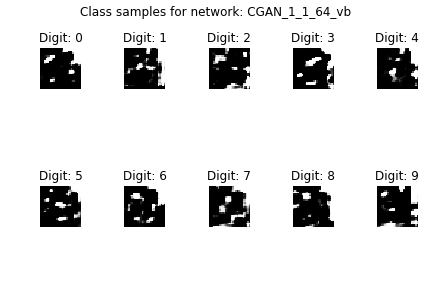 Class samples for network: CGAN_1_1_64_vb
Digit: 0 Digit: 1 Digit: 2 Digit: 3 Digit: 4
Digit: 5 Digit: 6 Digit: 7 Digit: 8 Digit: 9